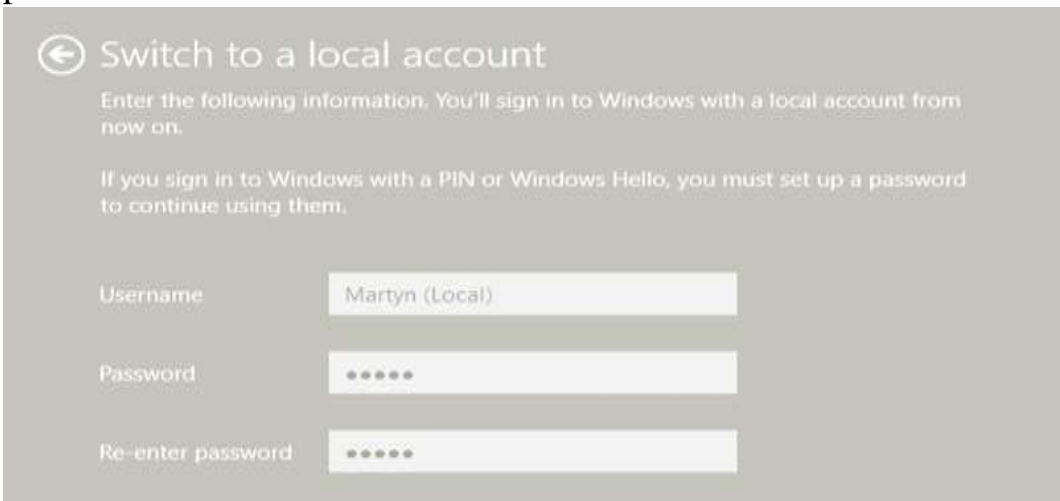 Switch to a local account
Enter the following information. You'll sign in to Windows with a local account from
now on.
If you sign in to Windows with a PIN or Windows Hello, you must set up a password
to continue using them.
Username Martyn (Local)
Password •••••
Re-enter password •••••